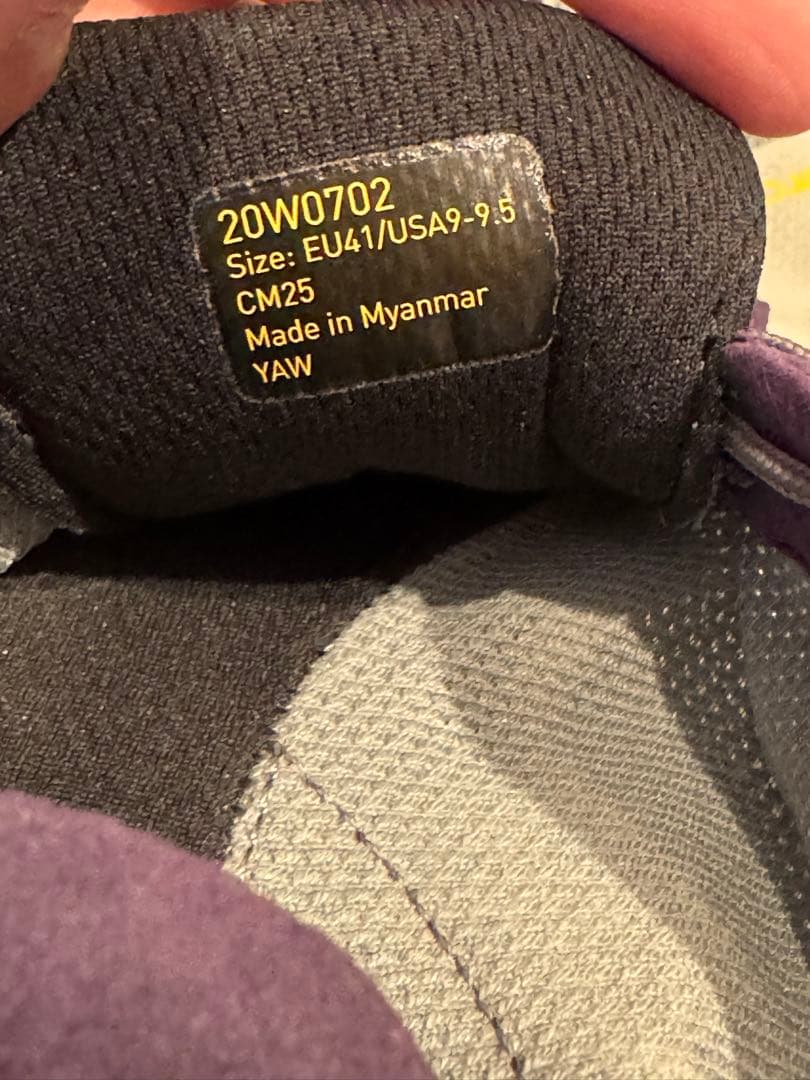 20W0702
Size: EU41/USA9-9.5
CM25
Made in Myanmar
YAW